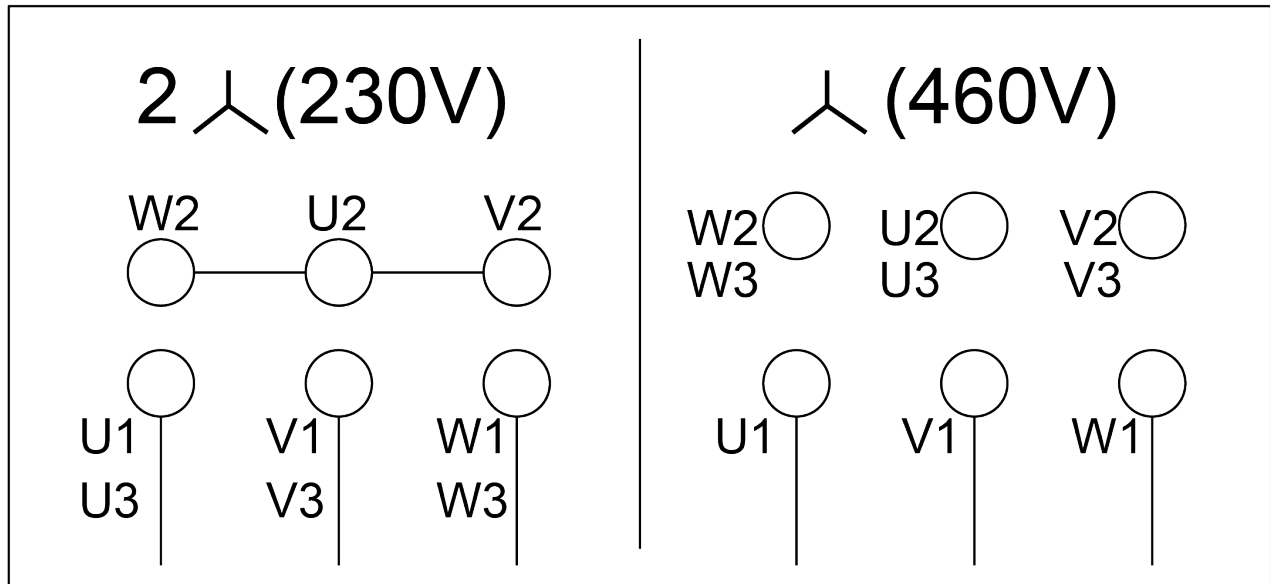 2 (230V)
W2 U2 V2
U1 V1 W1
U3 V3 W3
(460V)
W2 U2 V2
W3 U3 V3
U1 V1 W1